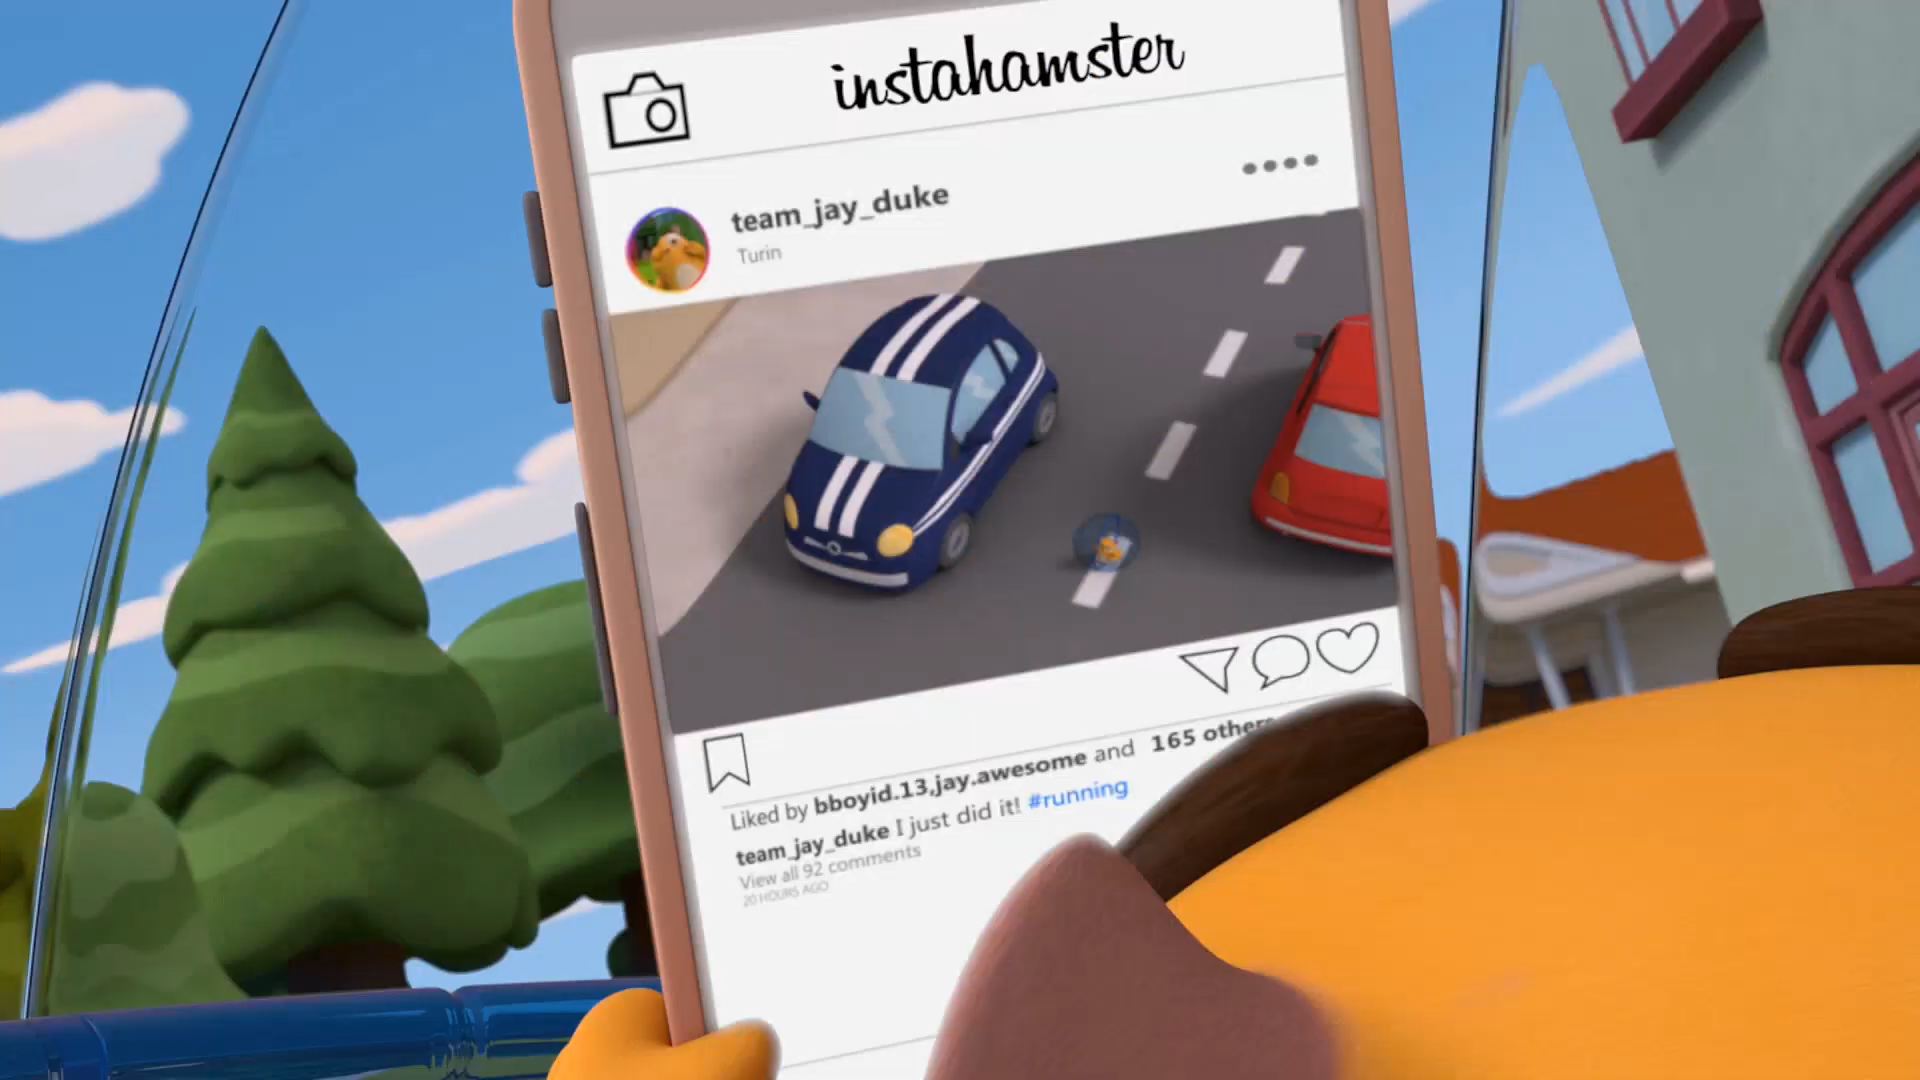 instahamster
team_jay_duke
Turin
Liked by bboyid.13,jay.awesome and 165 others
team_jay_duke I just did it! #running
View all 92 comments
20 HOURS AGO